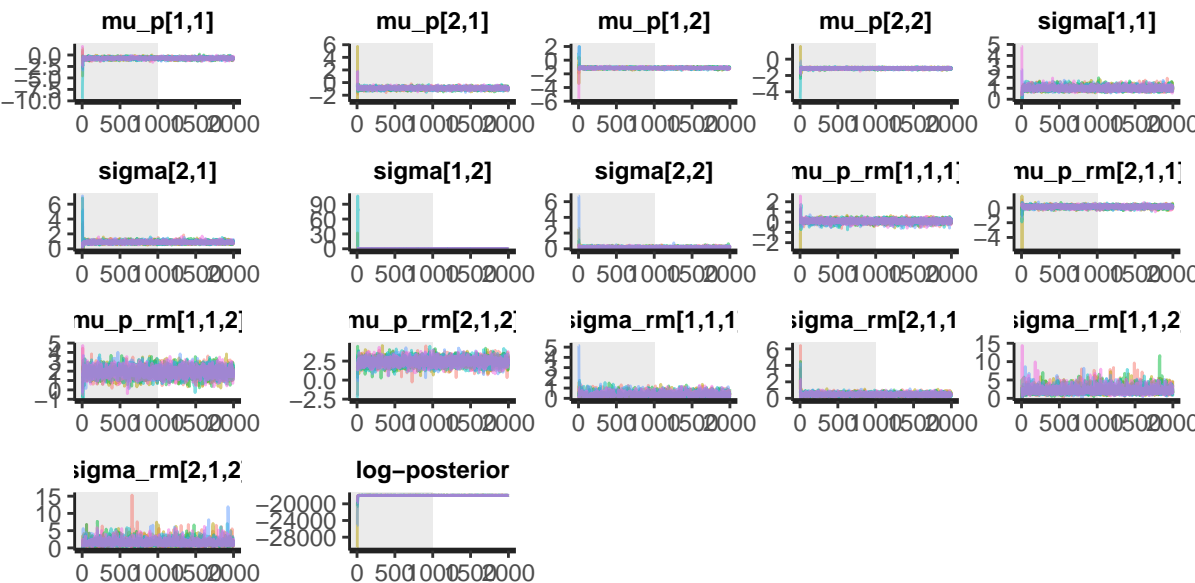 mu_p[1,1] mu_p[2,1] mu_p[1,2] mu_p[2,2] sigma[1,1]
0.0 −2.5 −5.0 −7.5 −10.0
6 4 2 0 −2
2 0 −2 −4 −6
0 −2 −4
5 4 3 2 1 0
0 500 1000 1500 2000 0 500 1000 1500 2000 0 500 1000 1500 2000 0 500 1000 1500 2000 0 500 1000 1500 2000
sigma[2,1] sigma[1,2] sigma[2,2] mu_p_rm[1,1,1] mu_p_rm[2,1,1]
6 4 2 0
90 60 30 0
6 4 2 0
2 1 0 −1 −2
0 −2 −4
0 500 1000 1500 2000 0 500 1000 1500 2000 0 500 1000 1500 2000 0 500 1000 1500 2000 0 500 1000 1500 2000
mu_p_rm[1,1,2] mu_p_rm[2,1,2] sigma_rm[1,1,1] sigma_rm[2,1,1 sigma_rm[1,1,2]
5 4 3 2 1 0 −1
2.5 0.0 −2.5
5 4 3 2 1 0
6 4 2 0
15 10 5 0
0 500 1000 1500 2000 0 500 1000 1500 2000 0 500 1000 1500 2000 0 500 1000 1500 2000 0 500 1000 1500 2000
sigma_rm[2,1,2] log−posterior
15 10 5 0
−20000 −24000 −28000
0 500 1000 1500 2000 0 500 1000 1500 2000